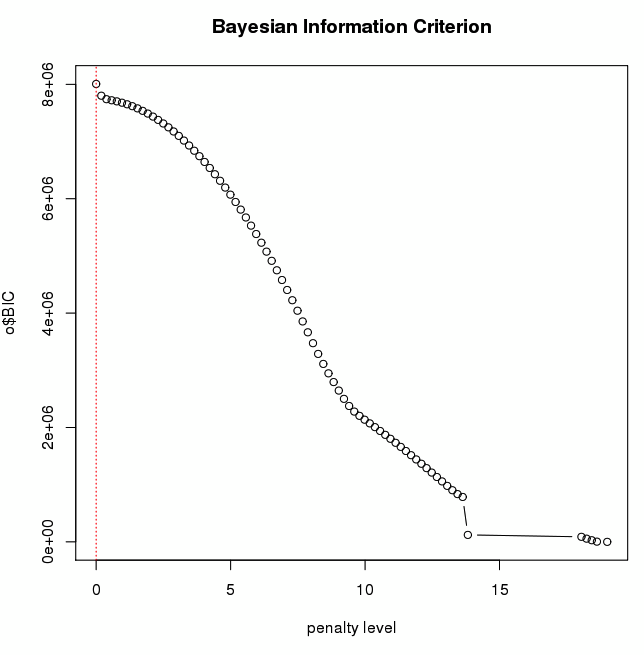 Bayesian Information Criterion
8e+06
6e+06
4e+06
2e+06
0e+00
o$BIC
0 5 10 15
penalty level